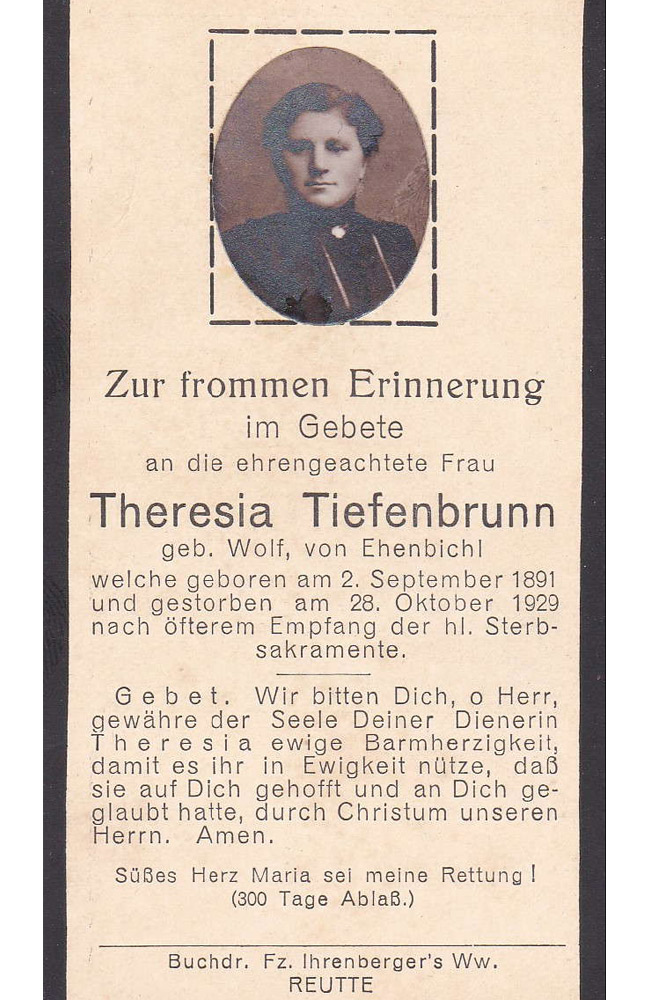 Zur frommen Erinnerung
im Gebete
an die ehrengeachtete Frau
Theresia Tiefenbrunn
geb. Wolf, von Ehenbichl
welche geboren am 2. September 1891
und gestorben am 28. Oktober 1929
nach öfterem Empfang der hl. Sterb-
sakramente.
Gebet. Wir bitten Dich, o Herr,
gewähre der Seele Deiner Dienerin
Theresia ewige Barmherzigkeit,
damit es ihr in Ewigkeit nütze, daß
sie auf Dich gehofft und an Dich ge-
glaubt hatte, durch Christum unseren
Herrn. Amen.
Süßes Herz Maria sei meine Rettung!
(300 Tage Ablaß.)
Buchdr. Fz. Ihrenberger's Ww.
REUTTE